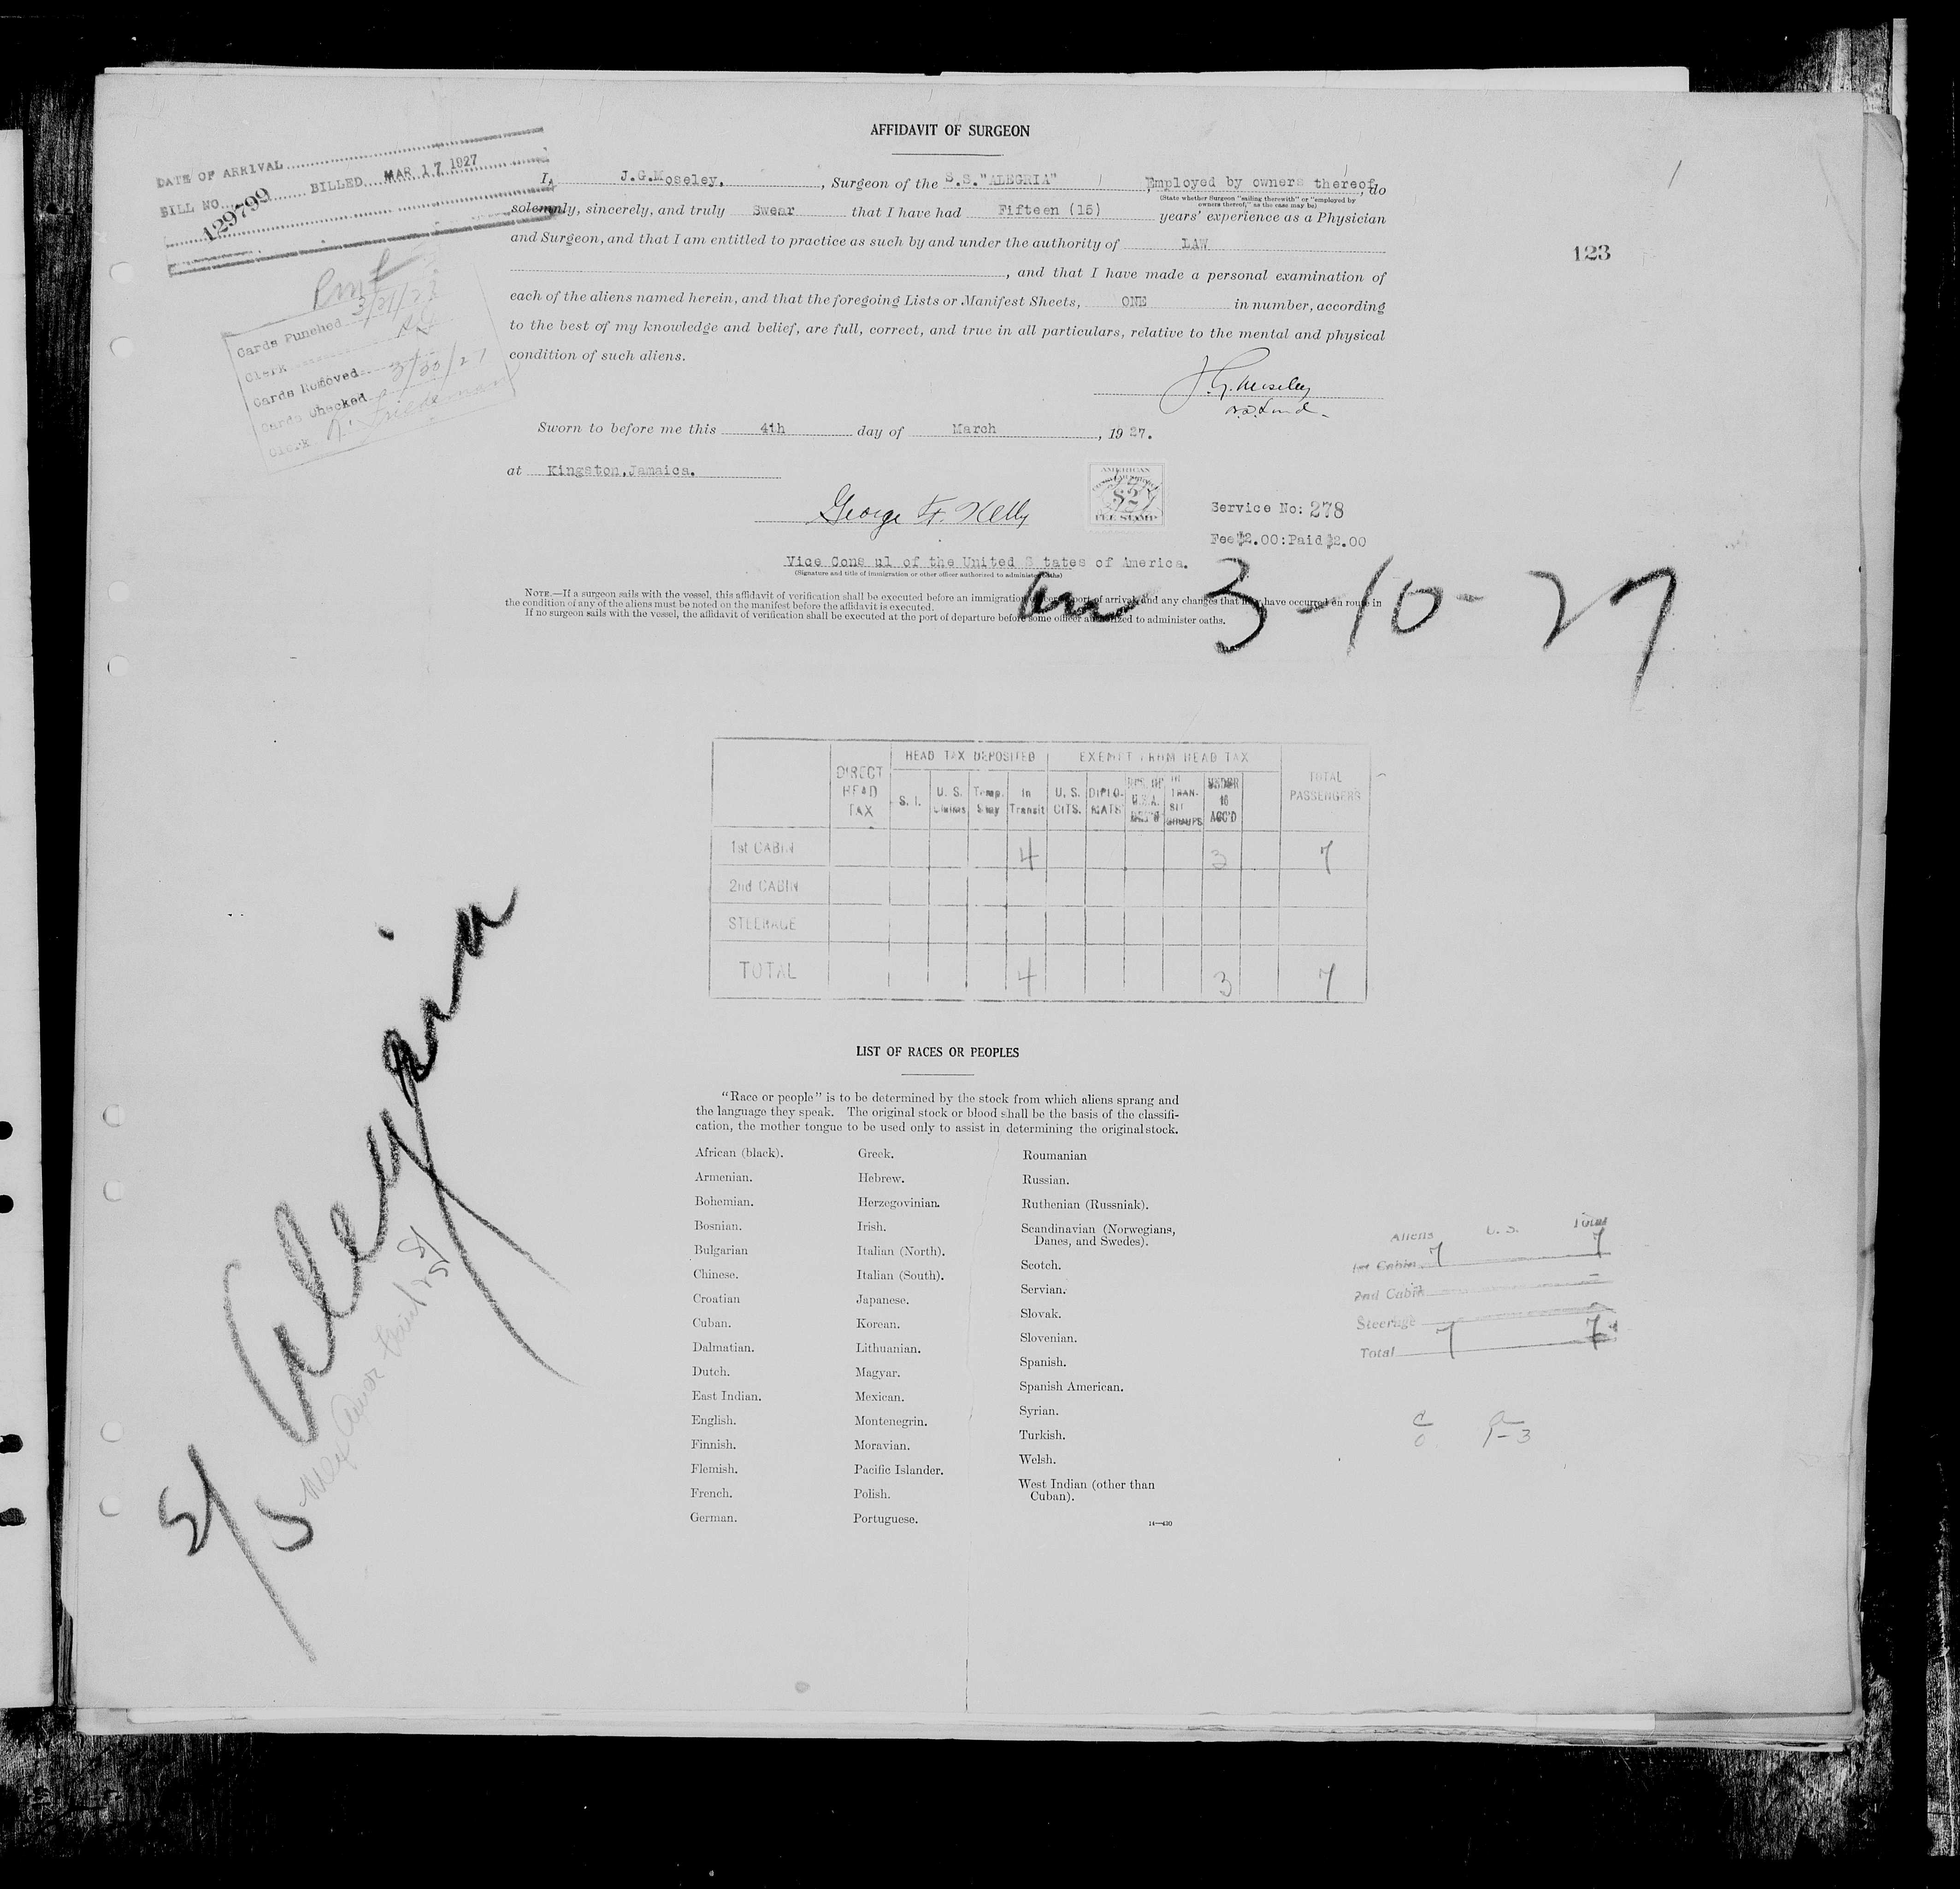 AFFIDAVIT OF SURGEON
DATE OF ARRIVAL
BILL NO. 129799 BILLED MAR 17 1927
Cards Punched
Clerk
Cards Removed
Cards Checked
Clerk
I, J.G.Moseley, , Surgeon of the S.S."ALEGRIA" Employed by owners thereof, do
(State whether Surgeon "sailing therewith" or "employed by
owners thereof," as the case may be)
solemnly, sincerely, and truly Swear that I have had Fifteen (15) years' experience as a Physician
and Surgeon, and that I am entitled to practice as such by and under the authority of LAW
, and that I have made a personal examination of
each of the aliens named herein, and that the foregoing Lists or Manifest Sheets, ONE in number, according
to the best of my knowledge and belief, are full, correct, and true in all particulars, relative to the mental and physical
condition of such aliens.
J. G. Moseley
Sworn to before me this 4th day of March , 19 27.
at Kingston,Jamaica.
George F. Kelly
AMERICAN
$2
FEE STAMP
Service No: 278
Fee $2.00:Paid $2.00
Vice Cons ul of the United S tates of America.
(Signature and title of immigration or other officer authorized to administer oaths)
NOTE.—If a surgeon sails with the vessel, this affidavit of verification shall be executed before an immigration officer at port of arrival and any changes that may have occurred en route in
the condition of any of the aliens must be noted on the manifest before the affidavit is executed.
If no surgeon sails with the vessel, the affidavit of verification shall be executed at the port of departure before some officer authorized to administer oaths.
3-10-27
1
123
DIRECT HEAD TAX HEAD TAX DEPOSITED EXEMPT FROM HEAD TAX TOTAL PASSENGERS
S. I. U. S. Claims Temp. Stay In Transit U. S. CITS. DIPLO-MATS IN TRAN-SIT GROUPS UNDER 16 ACC'D
1st CABIN 4 3 7
2nd CABIN
STEERAGE
TOTAL 4 3 7
S/S Alegria
LIST OF RACES OR PEOPLES
"Race or people" is to be determined by the stock from which aliens sprang and
the language they speak. The original stock or blood shall be the basis of the classifi-
cation, the mother tongue to be used only to assist in determining the original stock.
African (black).
Armenian.
Bohemian.
Bosnian.
Bulgarian
Chinese.
Croatian
Cuban.
Dalmatian.
Dutch.
East Indian.
English.
Finnish.
Flemish.
French.
German.
Greek.
Hebrew.
Herzegovinian.
Irish.
Italian (North).
Italian (South).
Japanese.
Korean.
Lithuanian.
Magyar.
Mexican.
Montenegrin.
Moravian.
Pacific Islander.
Polish.
Portuguese.
Roumanian
Russian.
Ruthenian (Russniak).
Scandinavian (Norwegians,
Danes, and Swedes).
Scotch.
Servian.
Slovak.
Slovenian.
Spanish.
Spanish American.
Syrian.
Turkish.
Welsh.
West Indian (other than
Cuban).
14—430
Aliens U. S. Total
1st Cabin 7 7
2nd Cabin
Steerage
Total 7 7